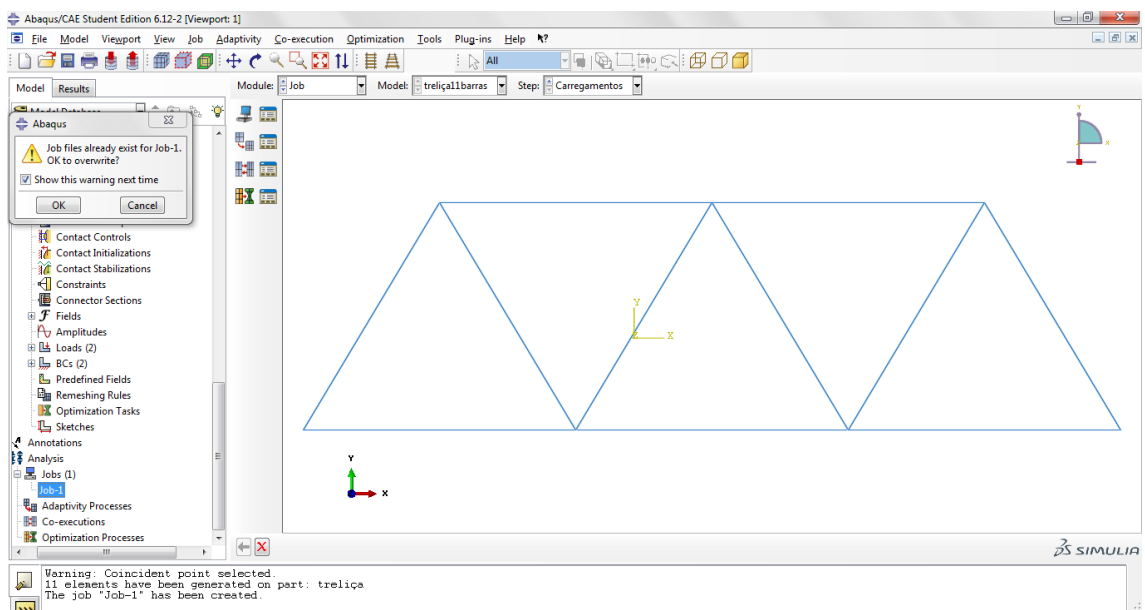 Abaqus/CAE Student Edition 6.12-2 [Viewport: 1]
File Model Viewport View Job Adaptivity Co-execution Optimization Tools Plug-ins Help
All
Model Results
Module: Job Model: treliça11barras Step: Carregamentos
Model Database
Abaqus
Job files already exist for Job-1.
OK to overwrite?
Show this warning next time
OK Cancel
Contact Controls
Contact Initializations
Contact Stabilizations
Constraints
Connector Sections
Fields
Amplitudes
Loads (2)
BCs (2)
Predefined Fields
Remeshing Rules
Optimization Tasks
Sketches
Annotations
Analysis
Jobs (1)
Job-1
Adaptivity Processes
Co-executions
Optimization Processes
Y
X
Y
Z
X
Y
X
SIMULIA
Warning: Coincident point selected.
11 elements have been generated on part: treliça
The job "Job-1" has been created.